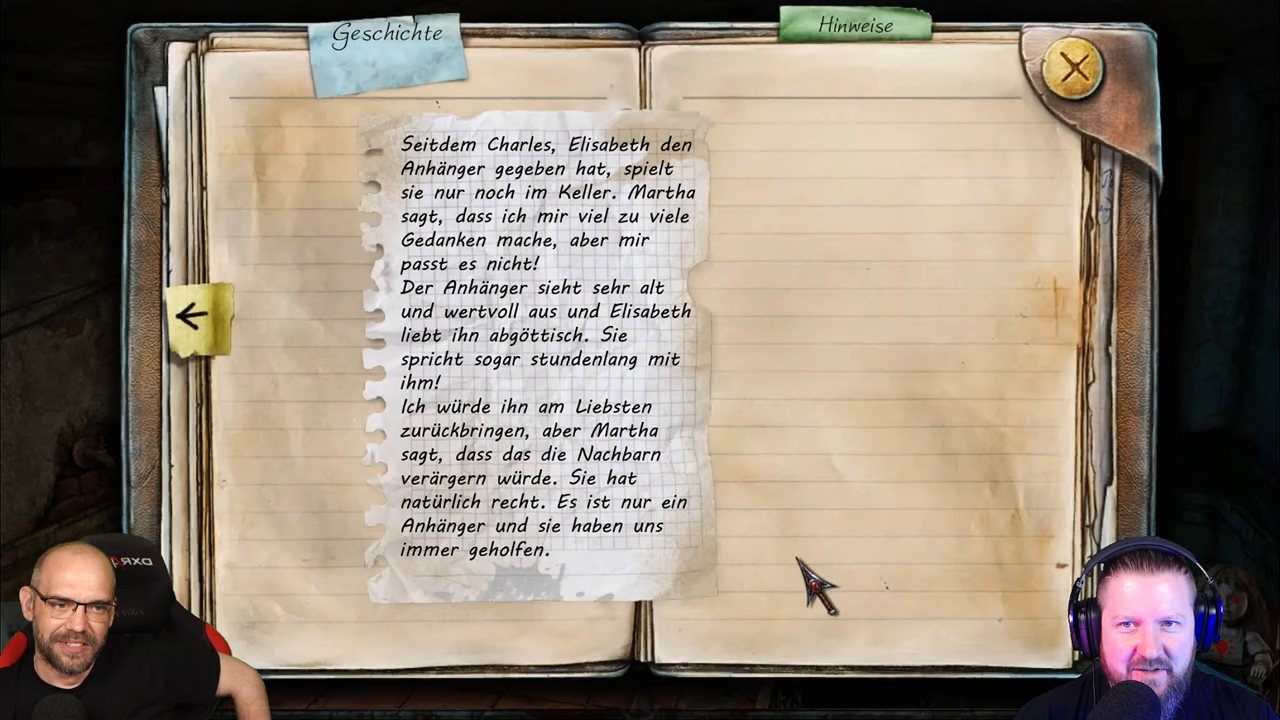 Geschichte
Hinweise
Seitdem Charles, Elisabeth den
Anhänger gegeben hat, spielt
sie nur noch im Keller. Martha
sagt, dass ich mir viel zu viele
Gedanken mache, aber mir
passt es nicht!
Der Anhänger sieht sehr alt
und wertvoll aus und Elisabeth
liebt ihn abgöttisch. Sie
spricht sogar stundenlang mit
ihm!
Ich würde ihn am Liebsten
zurückbringen, aber Martha
sagt, dass das die Nachbarn
verärgern würde. Sie hat
natürlich recht. Es ist nur ein
Anhänger und sie haben uns
immer geholfen.